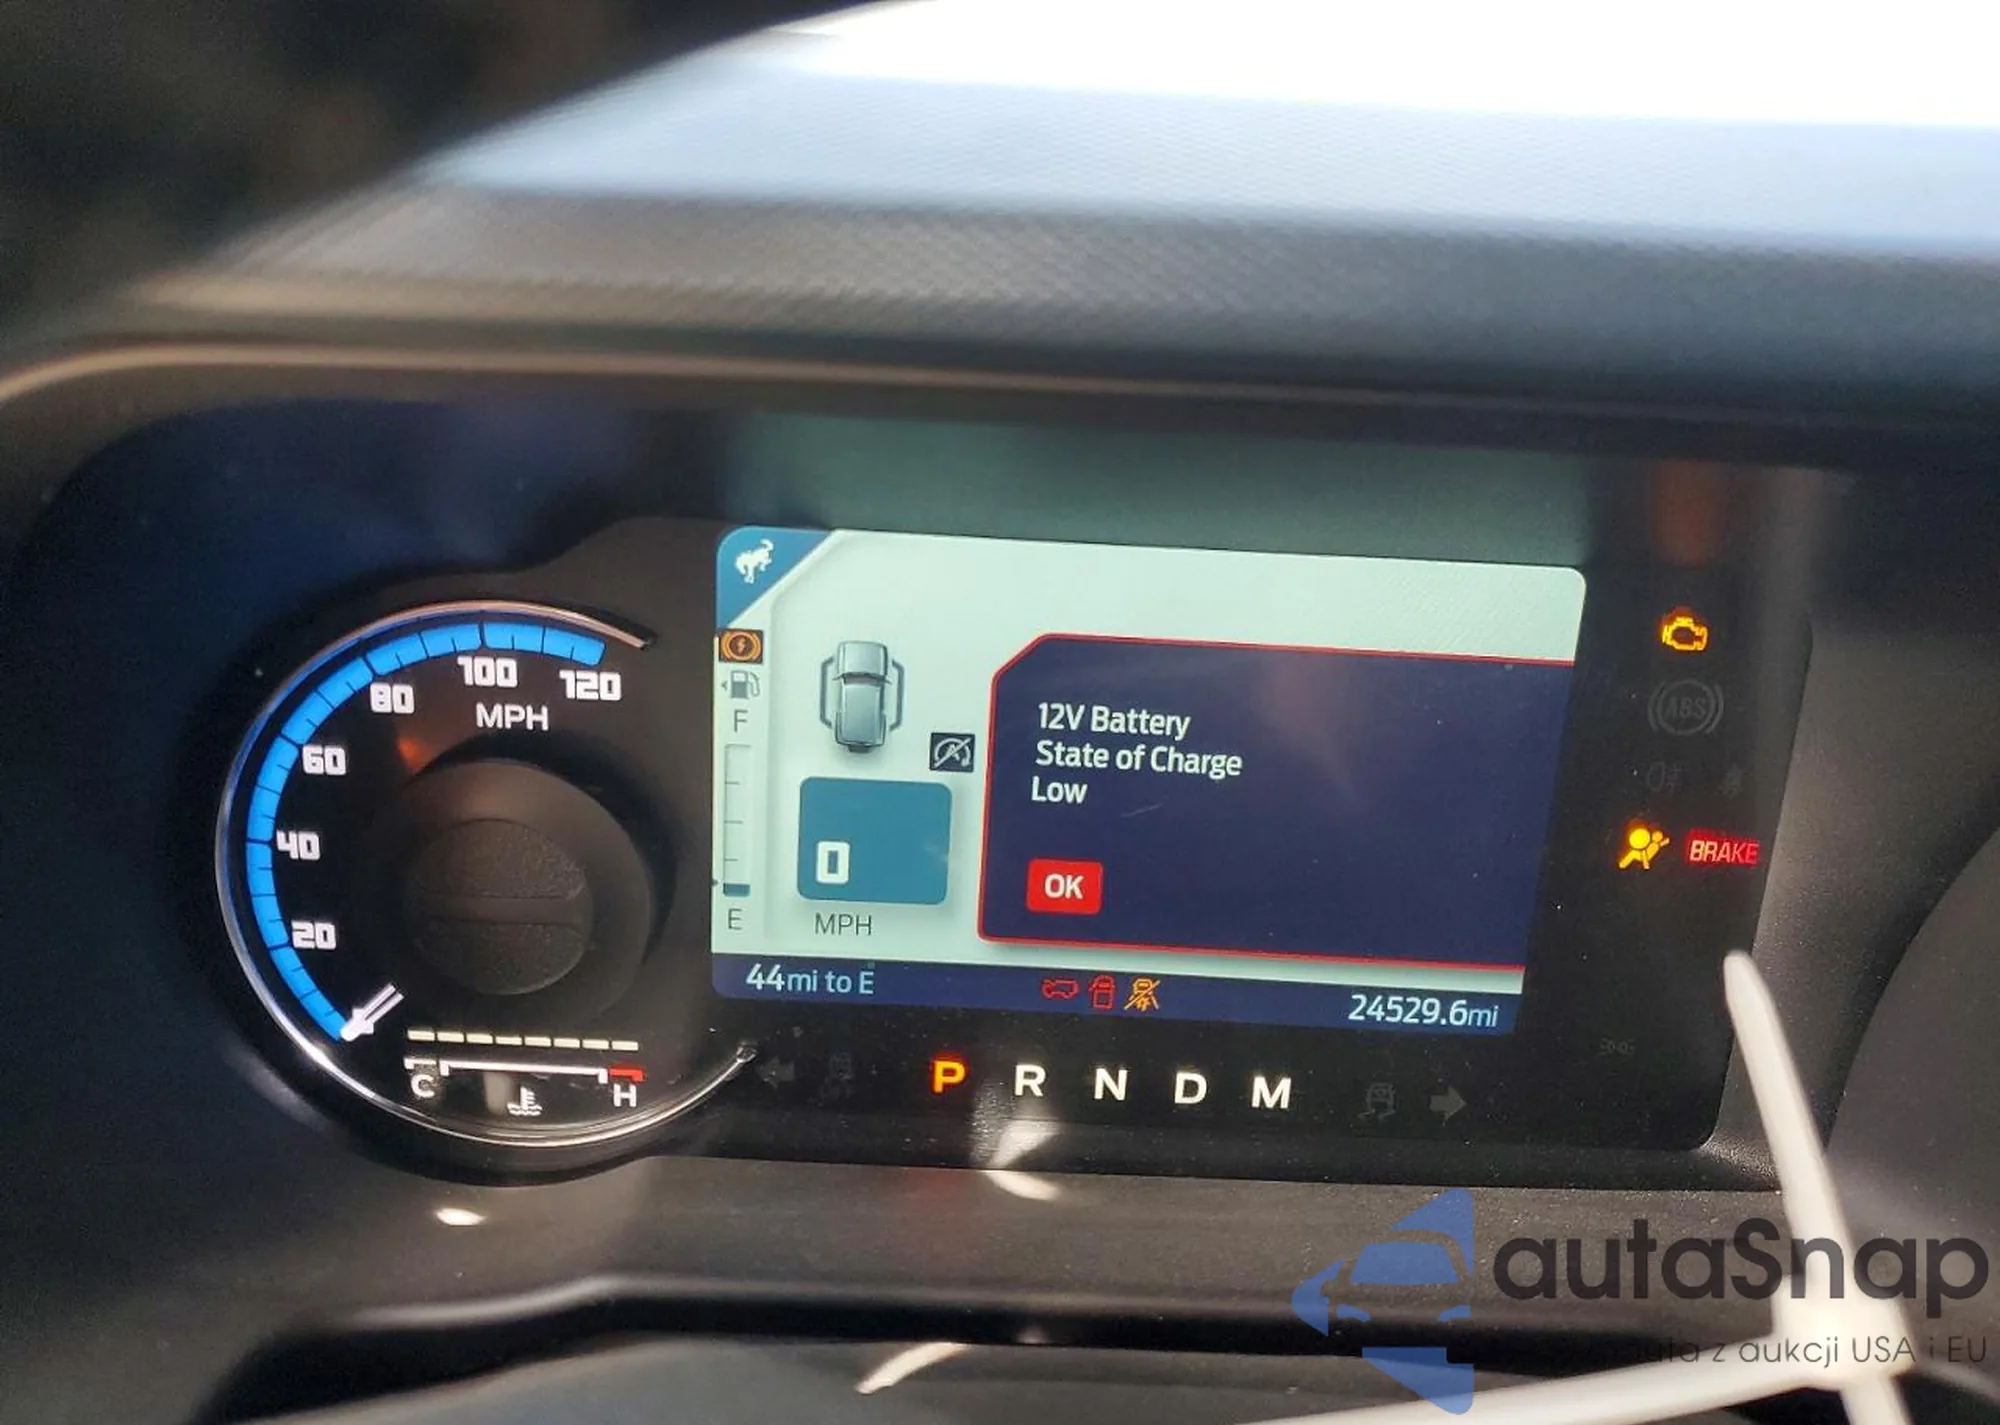 120
100
80
MPH
60
40
20
C
H
F
E
0
MPH
12V Battery
State of Charge
Low
OK
44mi to E
24529.6mi
P R N D M
ABS
BRAKE
autaSnap
auta z aukcji USA i EU